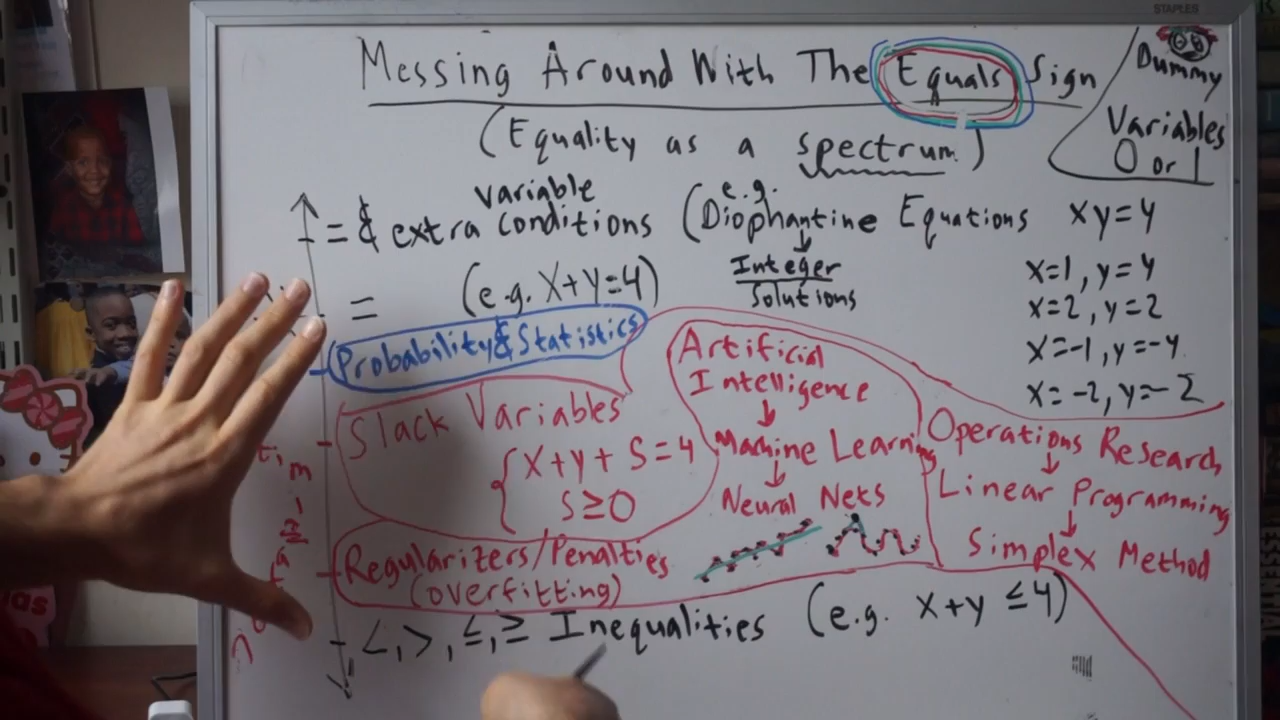 STAPLES
Messing Around With The Equals Sign
(Equality as a spectrum)
Dummy
Variables
0 or 1
variable
= & extra conditions (e.g. Diophantine Equations
Integer
Solutions
xy=4
x=1, y=4
x=2, y=2
x=-1, y=-4
x=-2, y=-2
= (e.g. x+y=4)
Probability & Statistics
Slack Variables
x+y+s=4
s≥0
Artificial
Intelligence
Machine Learning
Neural Nets
Operations Research
Linear Programming
Simplex Method
Regularizers/Penalties
(overfitting)
<,>,≤,≥ Inequalities (e.g. x+y ≤4)